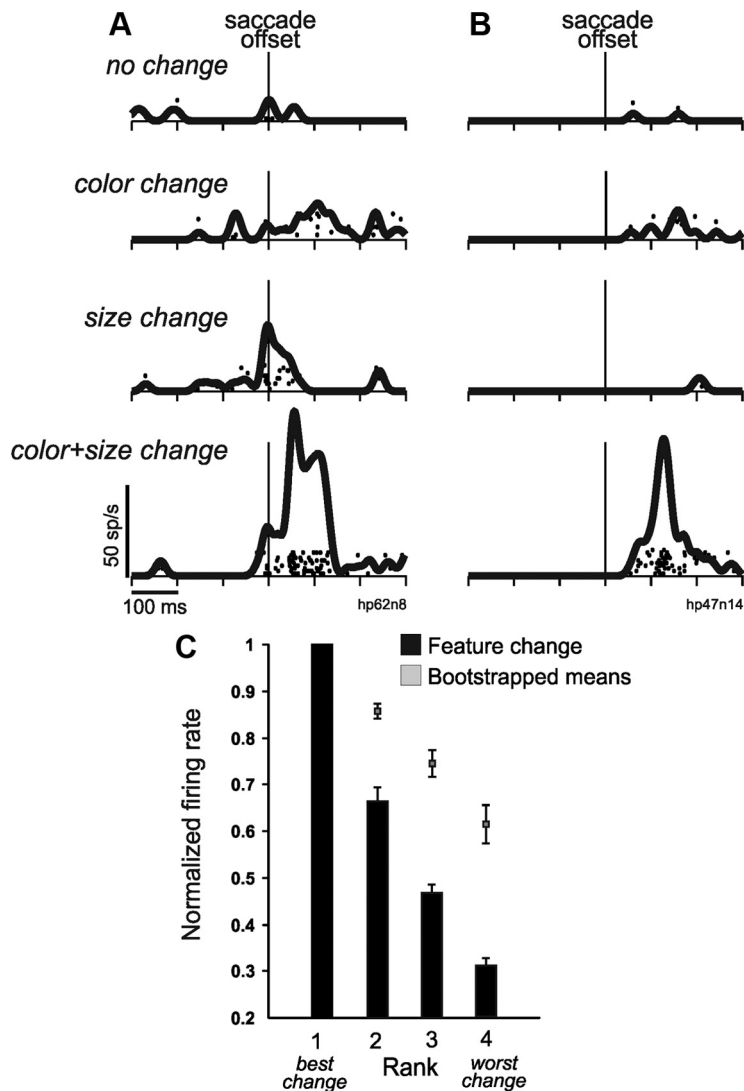 A
saccade
offset
B
saccade
offset
no change
color change
size change
color+size change
50 sp/s
100 ms
hp62n8
hp47n14
C
Feature change
Bootstrapped means
Normalized firing rate
1
0.9
0.8
0.7
0.6
0.5
0.4
0.3
0.2
1 2 3 4
best
change
Rank
worst
change